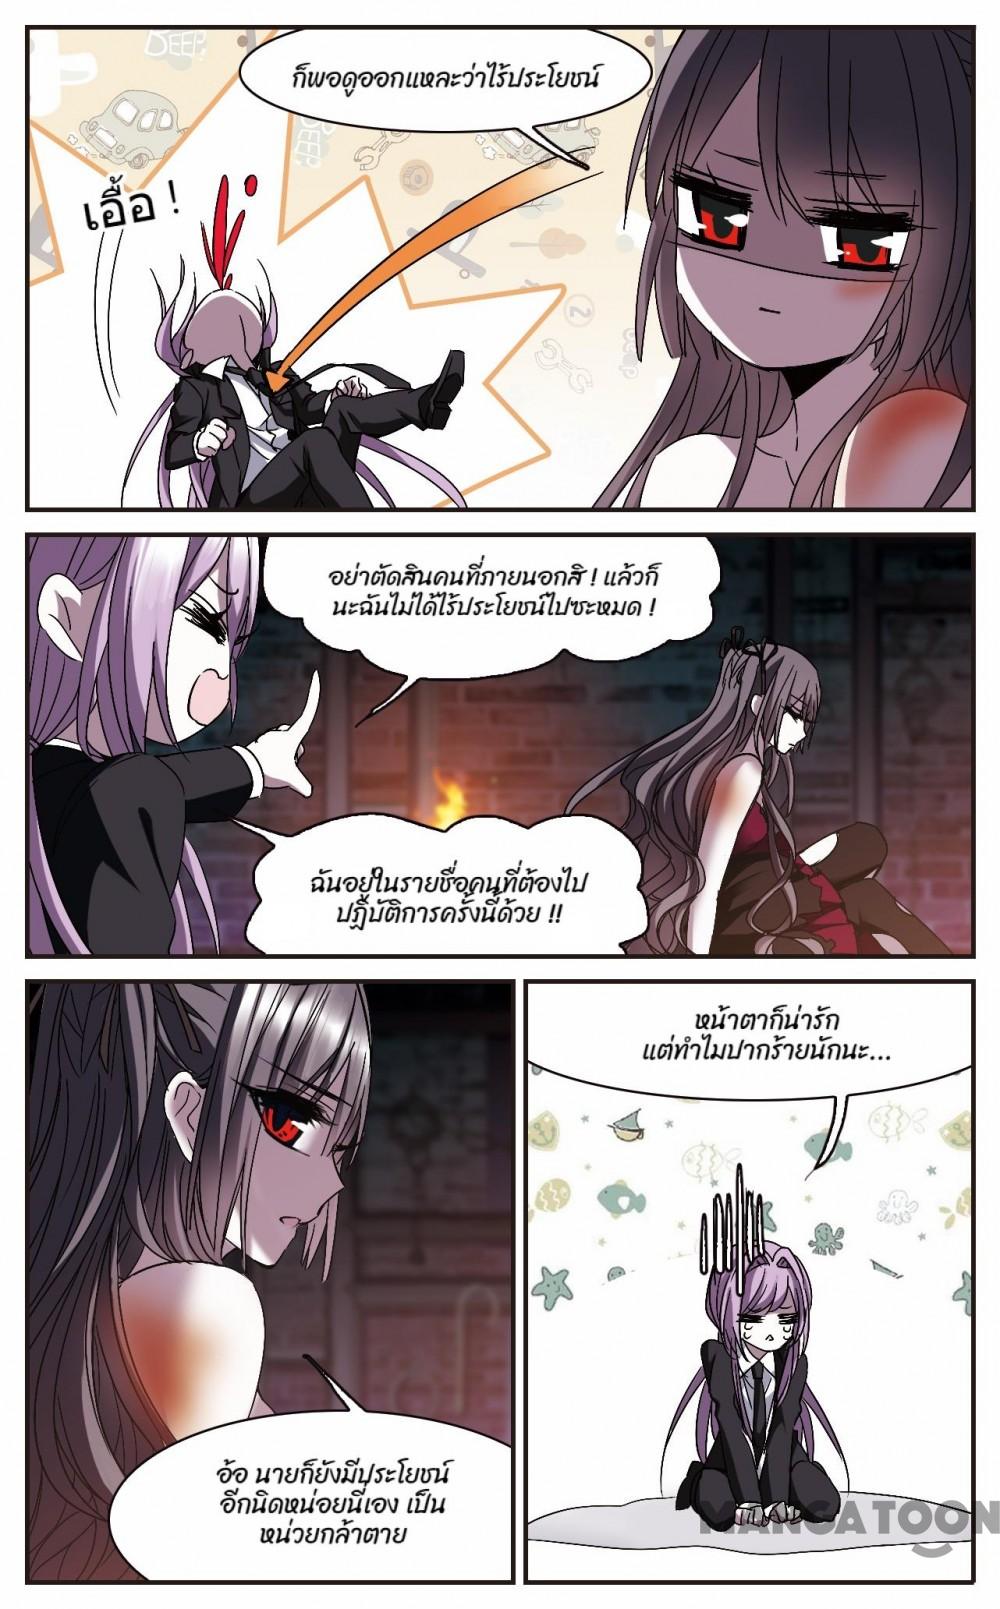 BEEP.
ก็พอดูออกแหละว่าไร้ประโยชน์
เอื้อ !
อย่าตัดสินคนที่ภายนอกสิ ! แล้วก็
นะฉันไม่ได้ไร้ประโยชน์ไปซะหมด !
ฉันอยู่ในรายชื่อคนที่ต้องไป
ปฏิบัติการครั้งนี้ด้วย !!
อ้อ นายก็ยังมีประโยชน์
อีกนิดหน่อยนี่เอง เป็น
หน่วยกล้าตาย
หน้าตาก็น่ารัก
แต่ทำไมปากร้ายนักนะ...
MANGATOON